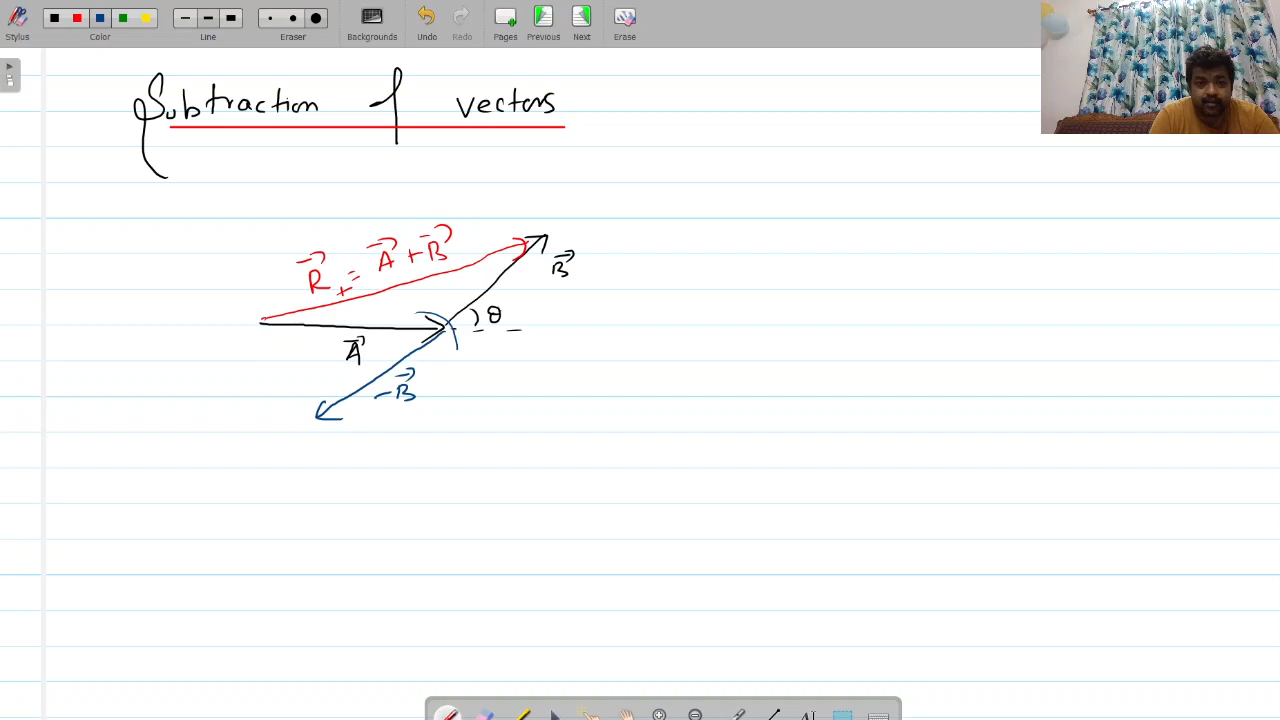 Stylus Color Line Eraser Backgrounds Undo Redo Pages Previous Next Erase
Subtraction of vectors
R⃗₊ = A⃗ + B⃗
B⃗
θ
A⃗
-B⃗